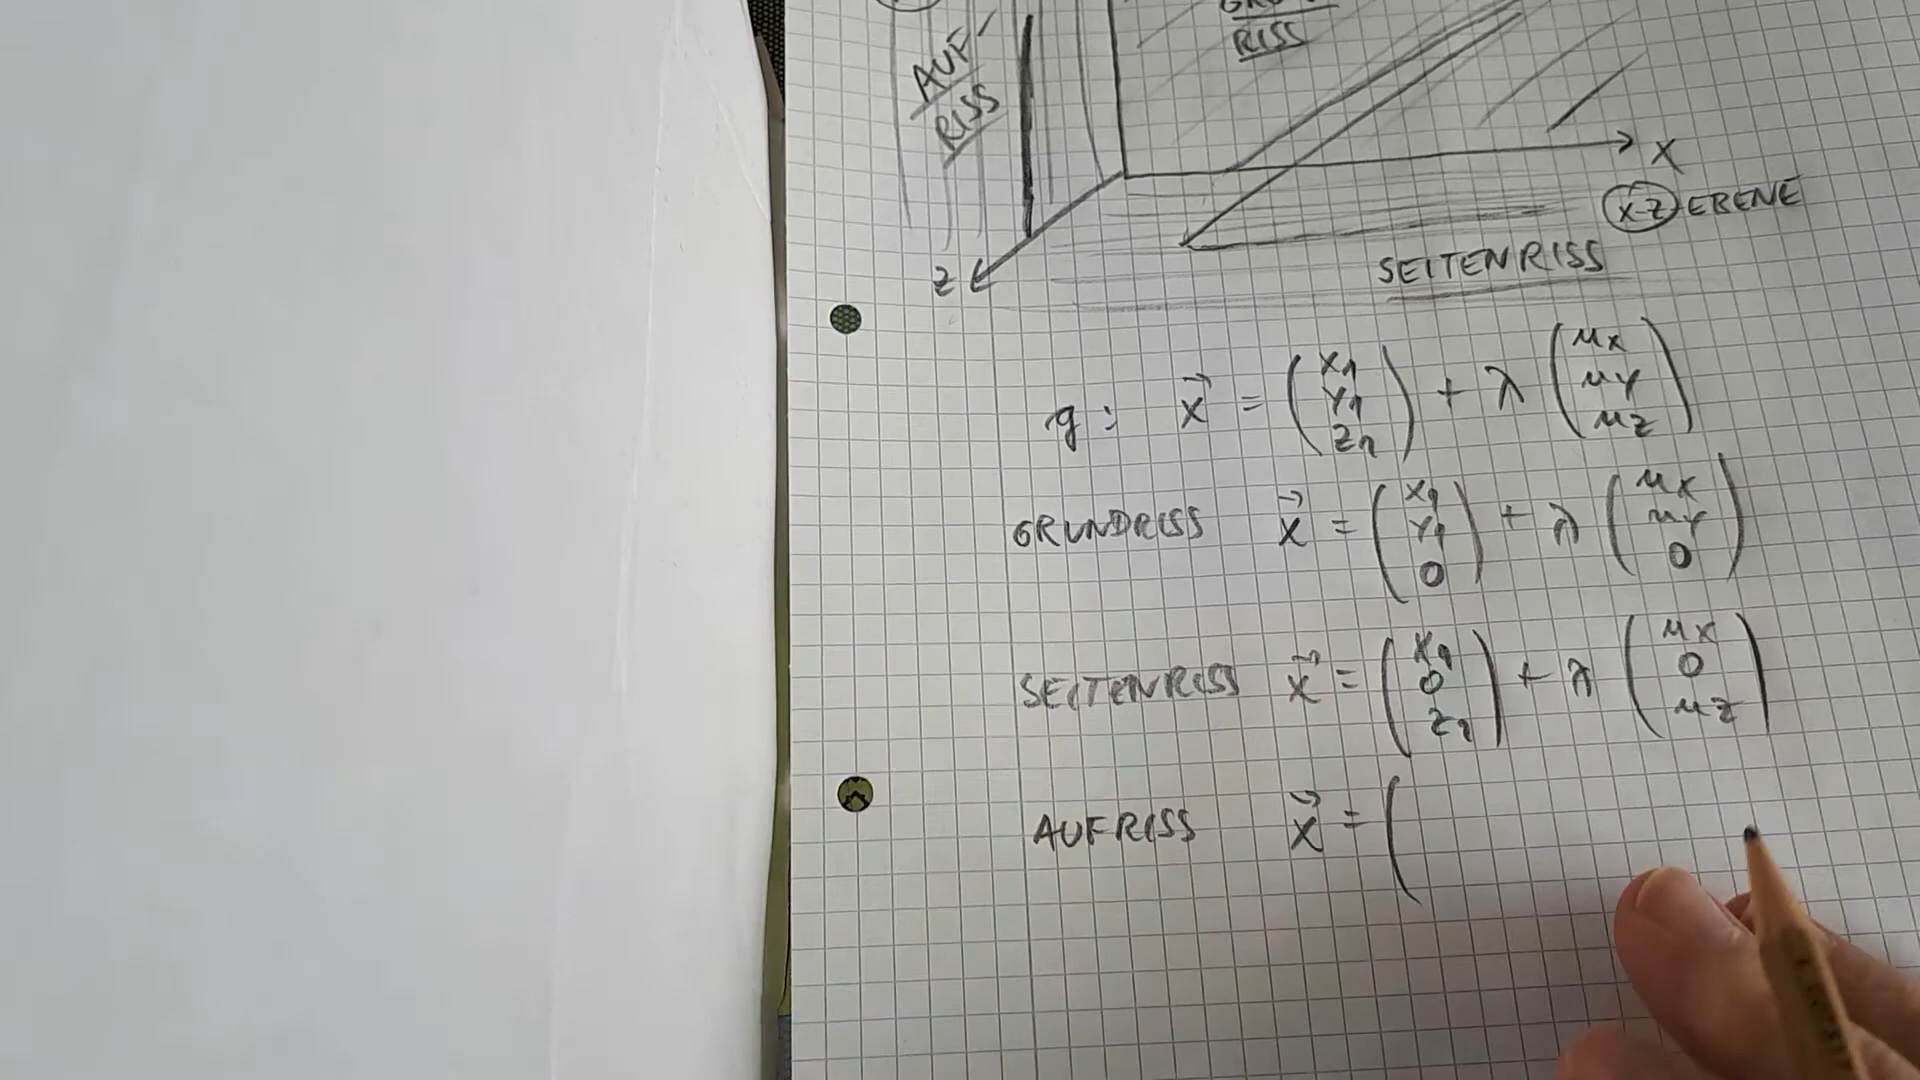 AUF-
RISS
RISS
X
X-Z EBENE
SEITENRISS
Z
g: x⃗ = (x₁ y₁ z₁) + λ (ux uy uz)
GRUNDRISS x⃗ = (x₁ y₁ 0) + λ (ux uy 0)
SEITENRISS x⃗ = (x₁ 0 z₁) + λ (ux 0 uz)
AUFRISS x⃗ = (